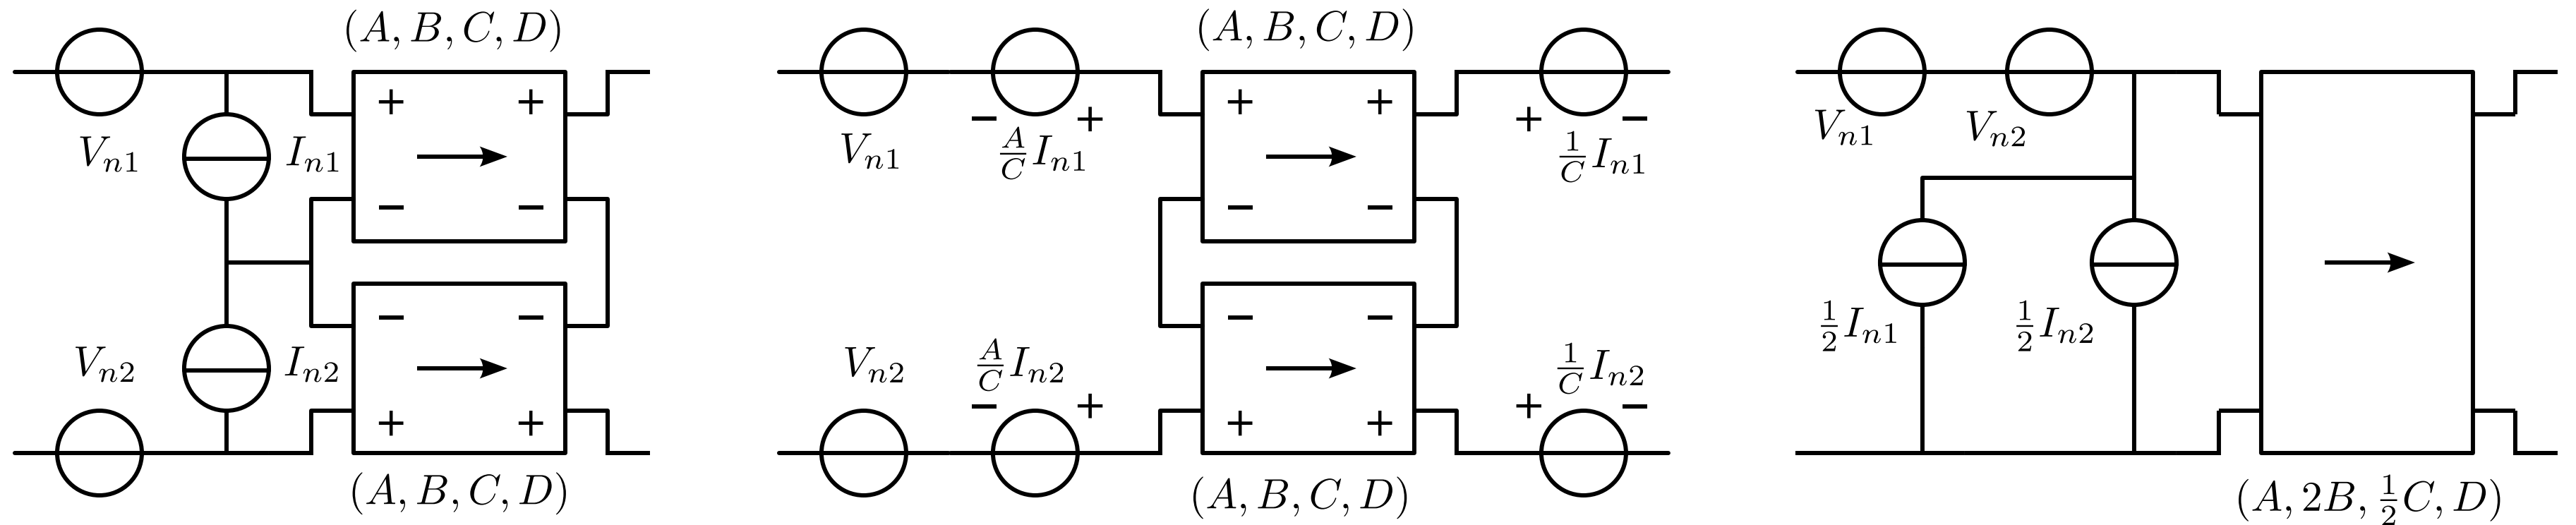 (A, B, C, D)
V_{n1}
I_{n1}
+ +
− −
V_{n2}
I_{n2}
− −
+ +
(A, B, C, D)
(A, B, C, D)
V_{n1}
− +
\frac{A}{C}I_{n1}
+ +
− −
+ −
\frac{1}{C}I_{n1}
V_{n2}
\frac{A}{C}I_{n2}
− +
− −
+ +
\frac{1}{C}I_{n2}
+ −
(A, B, C, D)
V_{n1}
V_{n2}
\frac{1}{2}I_{n1}
\frac{1}{2}I_{n2}
(A, 2B, \frac{1}{2}C, D)